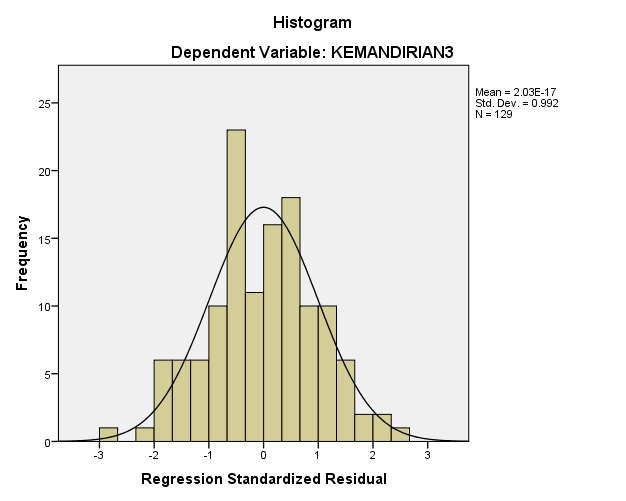 Histogram
Dependent Variable: KEMANDIRIAN3
Mean = 2.03E-17
Std. Dev. = 0.992
N = 129
Frequency
25
20
15
10
5
0
-3 -2 -1 0 1 2 3
Regression Standardized Residual